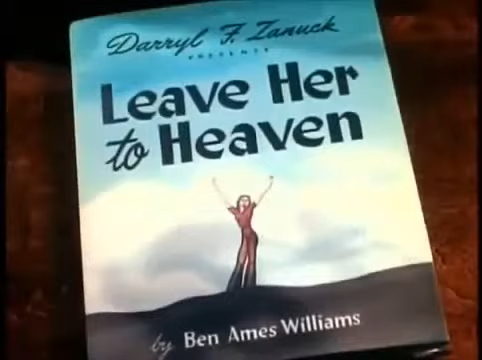 Darryl F. Zanuck
PRESENTS
Leave Her
to Heaven
by Ben Ames Williams